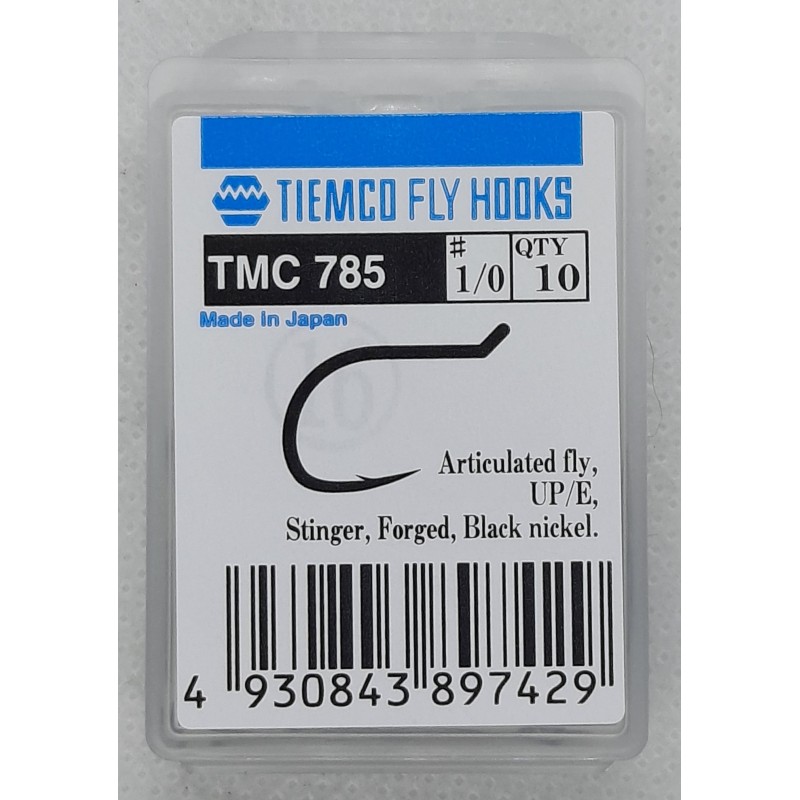 TIEMCO FLY HOOKS
TMC 785 # 1/0 QTY 10
Made in Japan
16
Articulated fly,
UP/E,
Stinger, Forged, Black nickel.
4 930843 897429